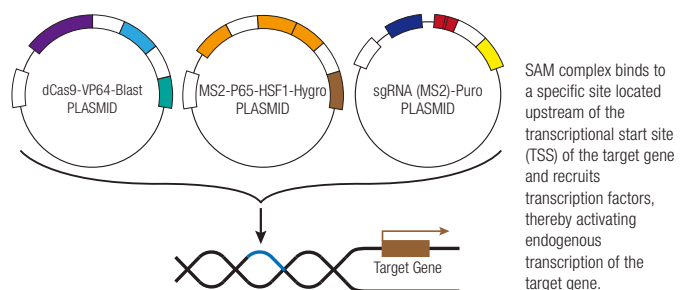 dCas9-VP64-Blast
PLASMID
MS2-P65-HSF1-Hygro
PLASMID
sgRNA (MS2)-Puro
PLASMID
SAM complex binds to
a specific site located
upstream of the
transcriptional start site
(TSS) of the target gene
and recruits
transcription factors,
thereby activating
endogenous
transcription of the
target gene.
Target Gene